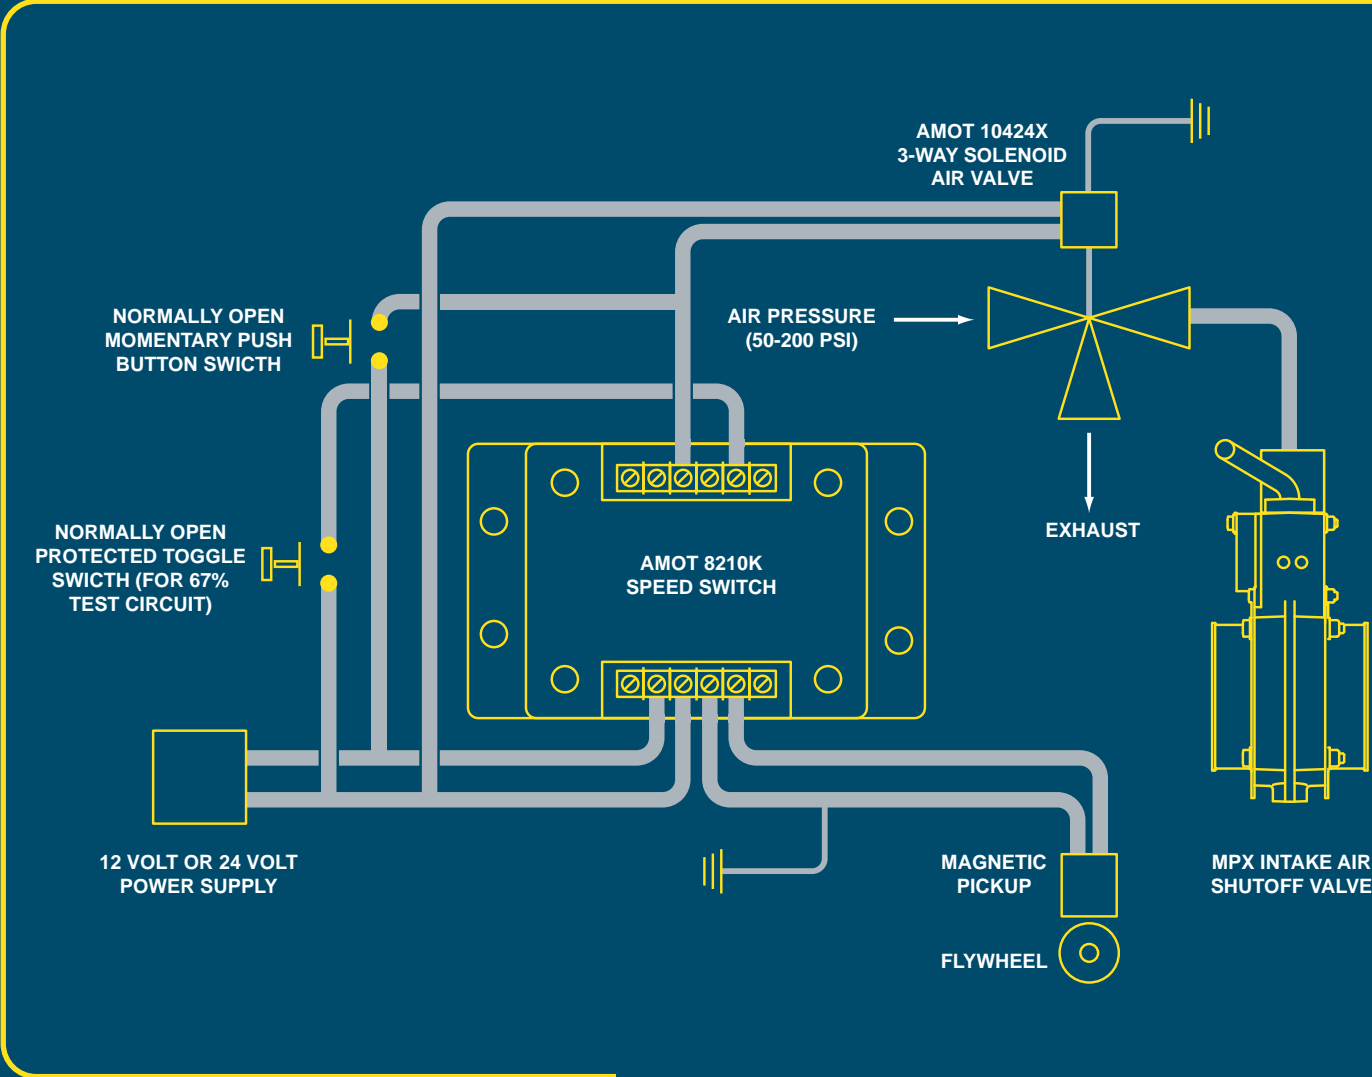 AMOT 10424X
3-WAY SOLENOID
AIR VALVE
NORMALLY OPEN
MOMENTARY PUSH
BUTTON SWICTH
AIR PRESSURE
(50-200 PSI)
EXHAUST
NORMALLY OPEN
PROTECTED TOGGLE
SWICTH (FOR 67%
TEST CIRCUIT)
AMOT 8210K
SPEED SWITCH
12 VOLT OR 24 VOLT
POWER SUPPLY
MAGNETIC
PICKUP
MPX INTAKE AIR
SHUTOFF VALVE
FLYWHEEL